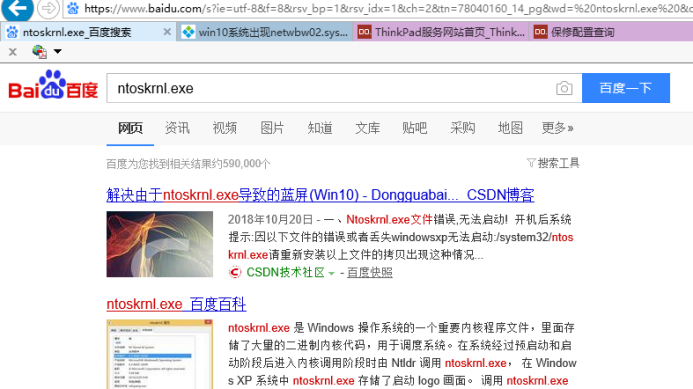 https://www.baidu.com/s?ie=utf-8&f=8&rsv_bp=1&rsv_idx=1&ch=2&tn=78040160_14_pg&wd=%20ntoskrnl.exe%20&
ntoskrnl.exe_百度搜索 win10系统出现netwbw02.sys... ThinkPad服务网站首页_Think... 保修配置查询
x
Bai du 百度 ntoskrnl.exe 百度一下
网页 资讯 视频 图片 知道 文库 贴吧 采购 地图 更多»
百度为您找到相关结果约590,000个 搜索工具
解决由于ntoskrnl.exe导致的蓝屏(Win10) - Dongguabai... _CSDN博客
2018年10月20日 - 一、Ntoskrnl.exe文件错误,无法启动! 开机后系统
提示:因以下文件的错误或者丢失windowsxp无法启动:/system32/ntos
krnl.exe请重新安装以上文件的拷贝出现这种情况...
CSDN技术社区 - 百度快照
ntoskrnl.exe_百度百科
ntoskrnl.exe 是 Windows 操作系统的一个重要内核程序文件，里面存
储了大量的二进制内核代码，用于调度系统。在系统经过预启动和启
动阶段后进入内核调用阶段时由 Ntldr 调用 ntoskrnl.exe， 在 Window
s XP 系统中 ntoskrnl.exe 存储了启动 logo 画面。 调用 ntoskrnl.exe